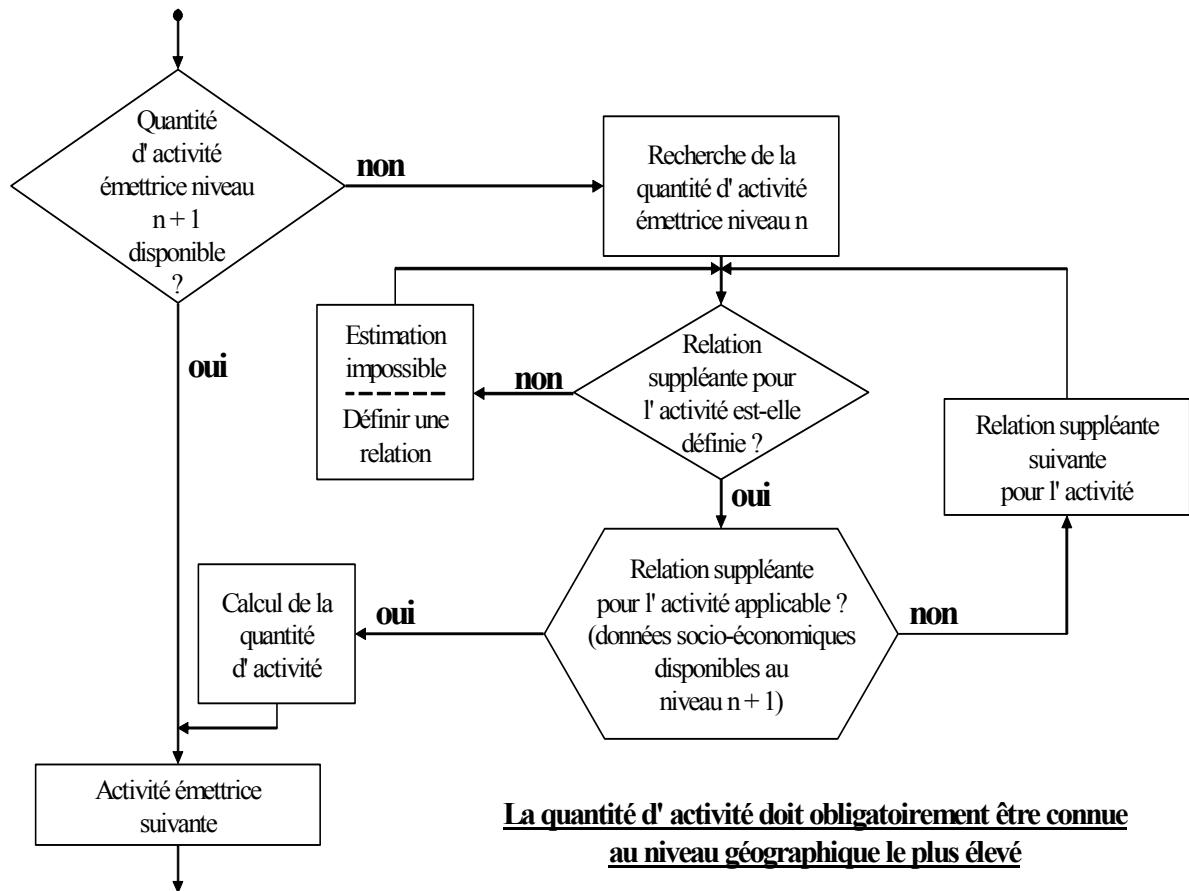 Quantité
d' activité
émettrice niveau
n + 1
disponible
?
non
Recherche de la
quantité d' activité
émettrice niveau n
oui
Estimation
impossible
Définir une
relation
non
Relation
suppléante pour
l' activité est-elle
définie ?
oui
Relation suppléante
suivante
pour l' activité
Calcul de la
quantité
d' activité
oui
Relation suppléante
pour l' activité applicable ?
(données socio-économiques
disponibles au
niveau n + 1)
non
Activité émettrice
suivante
La quantité d' activité doit obligatoirement être connue
au niveau géographique le plus élevé